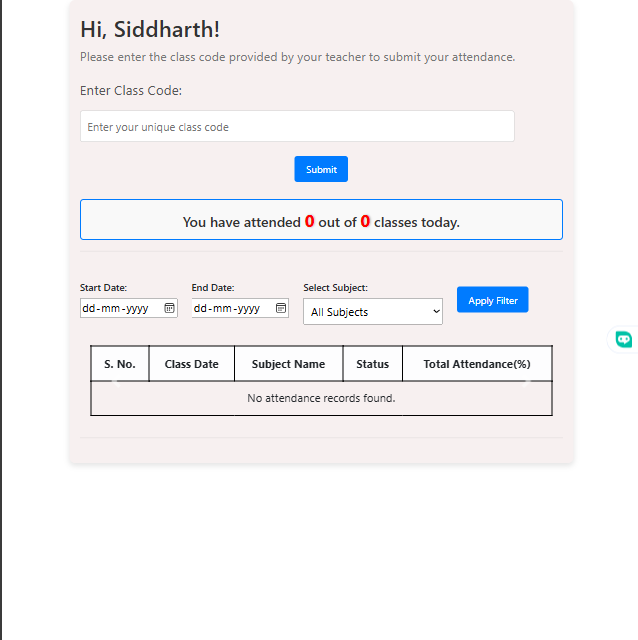 Hi, Siddharth!
Please enter the class code provided by your teacher to submit your attendance.
Enter Class Code:
Enter your unique class code
Submit
You have attended 0 out of 0 classes today.
Start Date: End Date: Select Subject:
dd-mm-yyyy dd-mm-yyyy All Subjects Apply Filter
S. No. Class Date Subject Name Status Total Attendance(%)
No attendance records found.